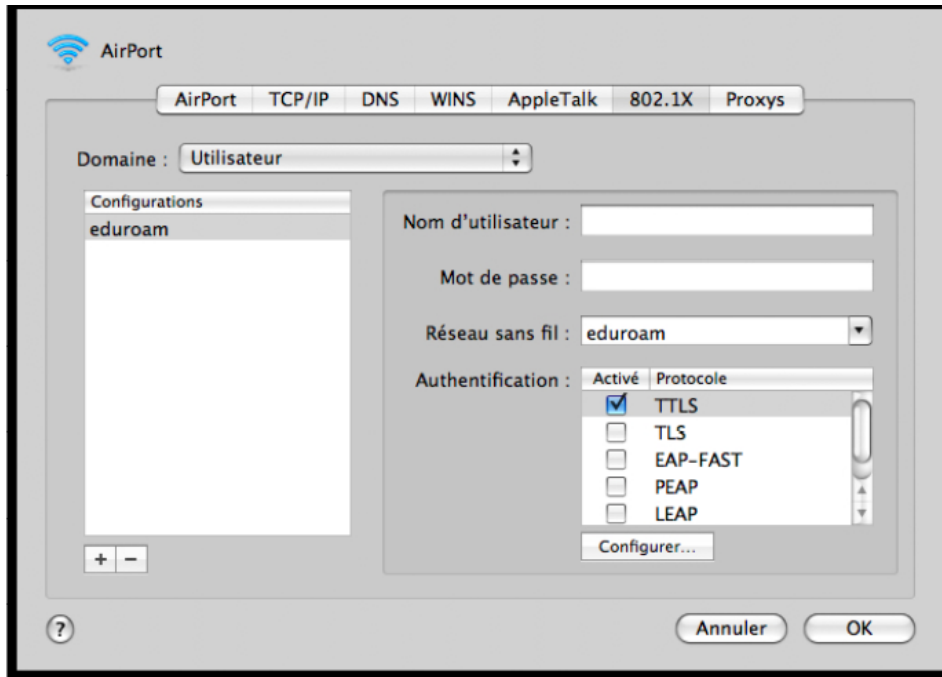 AirPort
AirPort TCP/IP DNS WINS AppleTalk 802.1X Proxys
Domaine : Utilisateur
Configurations
eduroam
Nom d'utilisateur :
Mot de passe :
Réseau sans fil : eduroam
Authentification : Activé Protocole
TTLS
TLS
EAP-FAST
PEAP
LEAP
Configurer...
+ −
? Annuler OK